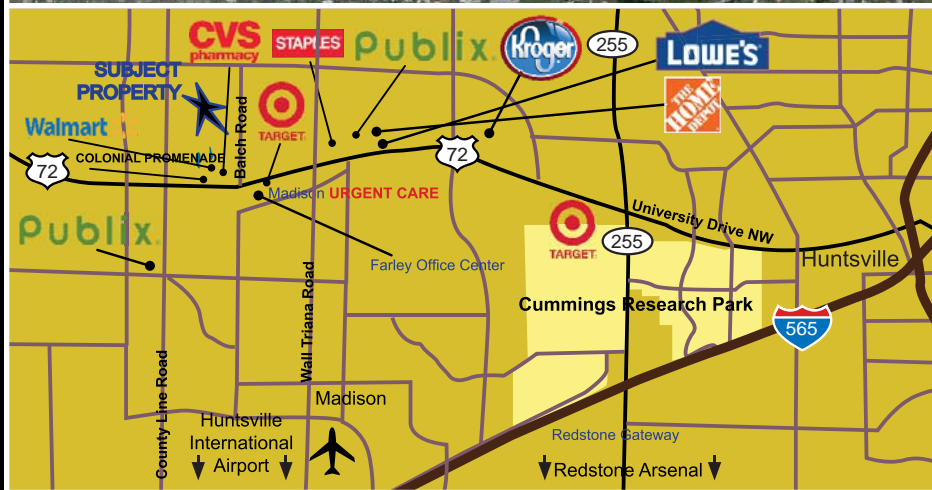 CVS
pharmacy
STAPLES
Publix.
Kroger
255
LOWE'S
SUBJECT
PROPERTY
TARGET
THE
HOME
DEPOT
Walmart
Balch Road
72
COLONIAL PROMENADE
72
Madison URGENT CARE
Publix.
University Drive NW
TARGET
255
Farley Office Center
Huntsville
Cummings Research Park
565
Wall Triana Road
County Line Road
Madison
Huntsville
International
Airport
Redstone Gateway
Redstone Arsenal